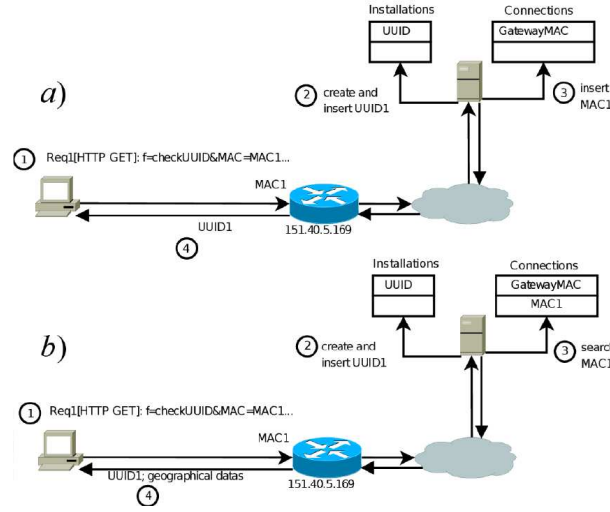 Installations
Connections
UUID
GatewayMAC
a)
2 create and
insert UUID1
3 insert
MAC1
1 Req1[HTTP GET]: f=checkUUID&MAC=MAC1...
MAC1
UUID1
4
151.40.5.169
Installations
Connections
UUID
GatewayMAC
MAC1
b)
2 create and
insert UUID1
3 search
MAC1
1 Req1[HTTP GET]: f=checkUUID&MAC=MAC1...
MAC1
UUID1; geographical datas
4
151.40.5.169